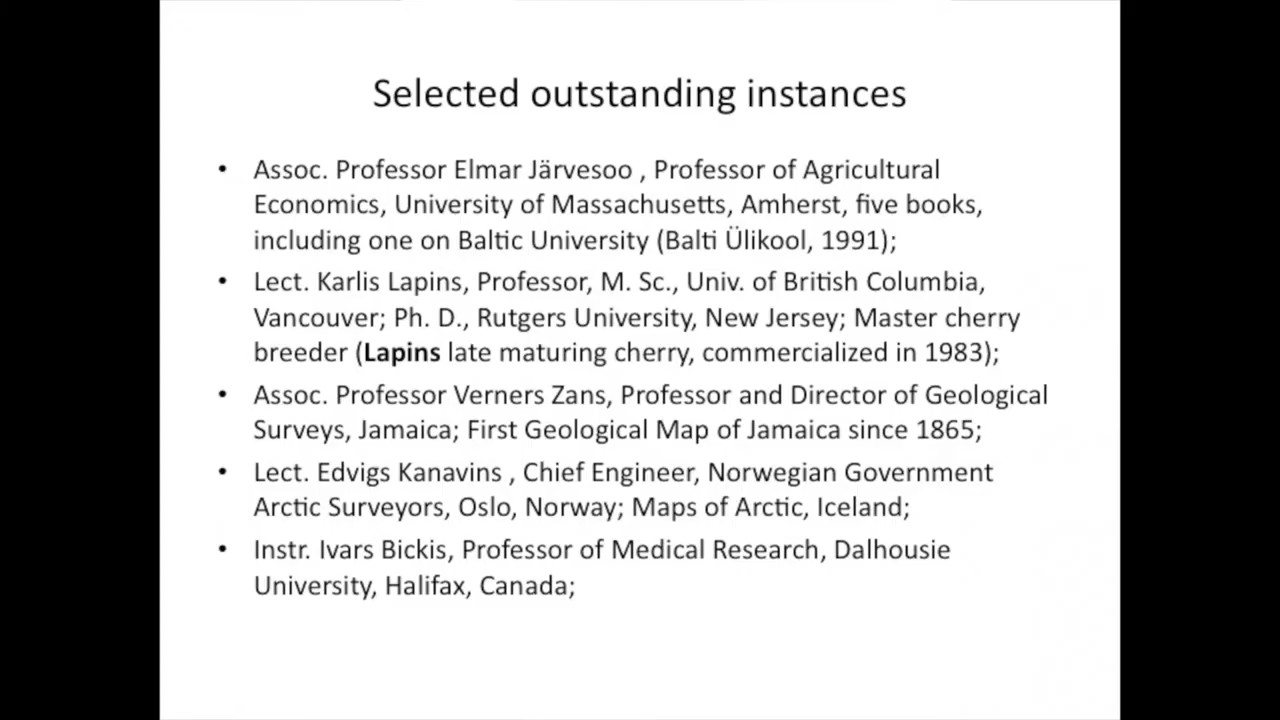 Selected outstanding instances
• Assoc. Professor Elmar Järvesoo , Professor of Agricultural
Economics, University of Massachusetts, Amherst, five books,
including one on Baltic University (Balti Ülikool, 1991);
• Lect. Karlis Lapins, Professor, M. Sc., Univ. of British Columbia,
Vancouver; Ph. D., Rutgers University, New Jersey; Master cherry
breeder (Lapins late maturing cherry, commercialized in 1983);
• Assoc. Professor Verners Zans, Professor and Director of Geological
Surveys, Jamaica; First Geological Map of Jamaica since 1865;
• Lect. Edvigs Kanavins , Chief Engineer, Norwegian Government
Arctic Surveyors, Oslo, Norway; Maps of Arctic, Iceland;
• Instr. Ivars Bickis, Professor of Medical Research, Dalhousie
University, Halifax, Canada;